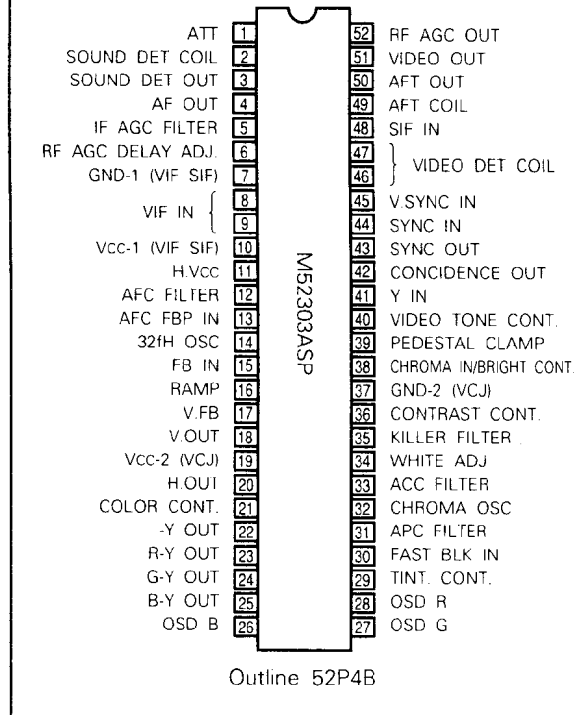 ATT 1
SOUND DET COIL 2
SOUND DET OUT 3
AF OUT 4
IF AGC FILTER 5
RF AGC DELAY ADJ. 6
GND-1 (VIF SIF) 7
VIF IN { 8
9
Vcc-1 (VIF SIF) 10
H.Vcc 11
AFC FILTER 12
AFC FBP IN 13
32fH OSC 14
FB IN 15
RAMP 16
V.FB 17
V.OUT 18
Vcc-2 (VCJ) 19
H.OUT 20
COLOR CONT. 21
-Y OUT 22
R-Y OUT 23
G-Y OUT 24
B-Y OUT 25
OSD B 26
M52303ASP
52 RF AGC OUT
51 VIDEO OUT
50 AFT OUT
49 AFT COIL
48 SIF IN
47
46 } VIDEO DET COIL
45 V.SYNC IN
44 SYNC IN
43 SYNC OUT
42 CONCIDENCE OUT
41 Y IN
40 VIDEO TONE CONT.
39 PEDESTAL CLAMP
38 CHROMA IN/BRIGHT CONT.
37 GND-2 (VCJ)
36 CONTRAST CONT.
35 KILLER FILTER
34 WHITE ADJ
33 ACC FILTER
32 CHROMA OSC
31 APC FILTER
30 FAST BLK IN
29 TINT. CONT.
28 OSD R
27 OSD G
Outline 52P4B